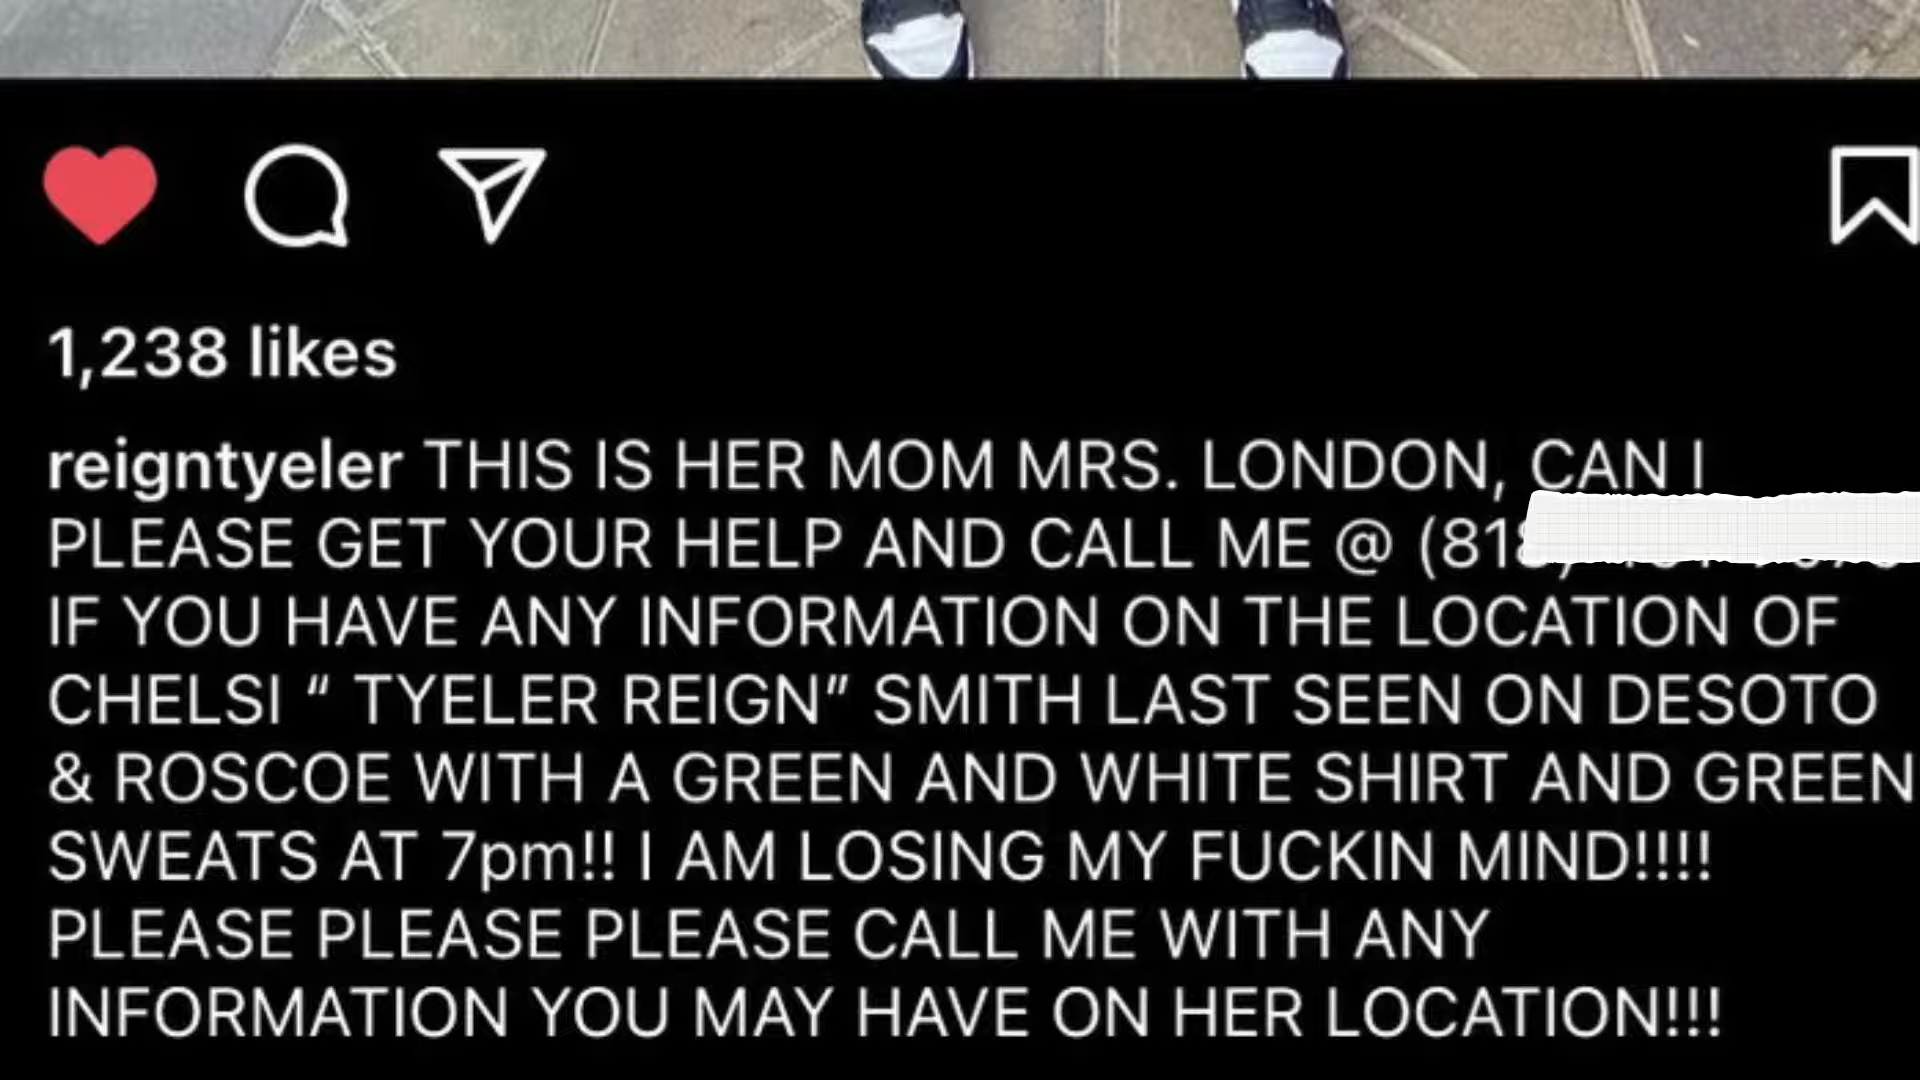 1,238 likes
reigntyeler THIS IS HER MOM MRS. LONDON, CAN I
PLEASE GET YOUR HELP AND CALL ME @ (818)
IF YOU HAVE ANY INFORMATION ON THE LOCATION OF
CHELSI “ TYELER REIGN” SMITH LAST SEEN ON DESOTO
& ROSCOE WITH A GREEN AND WHITE SHIRT AND GREEN
SWEATS AT 7pm!! I AM LOSING MY FUCKIN MIND!!!!
PLEASE PLEASE PLEASE CALL ME WITH ANY
INFORMATION YOU MAY HAVE ON HER LOCATION!!!